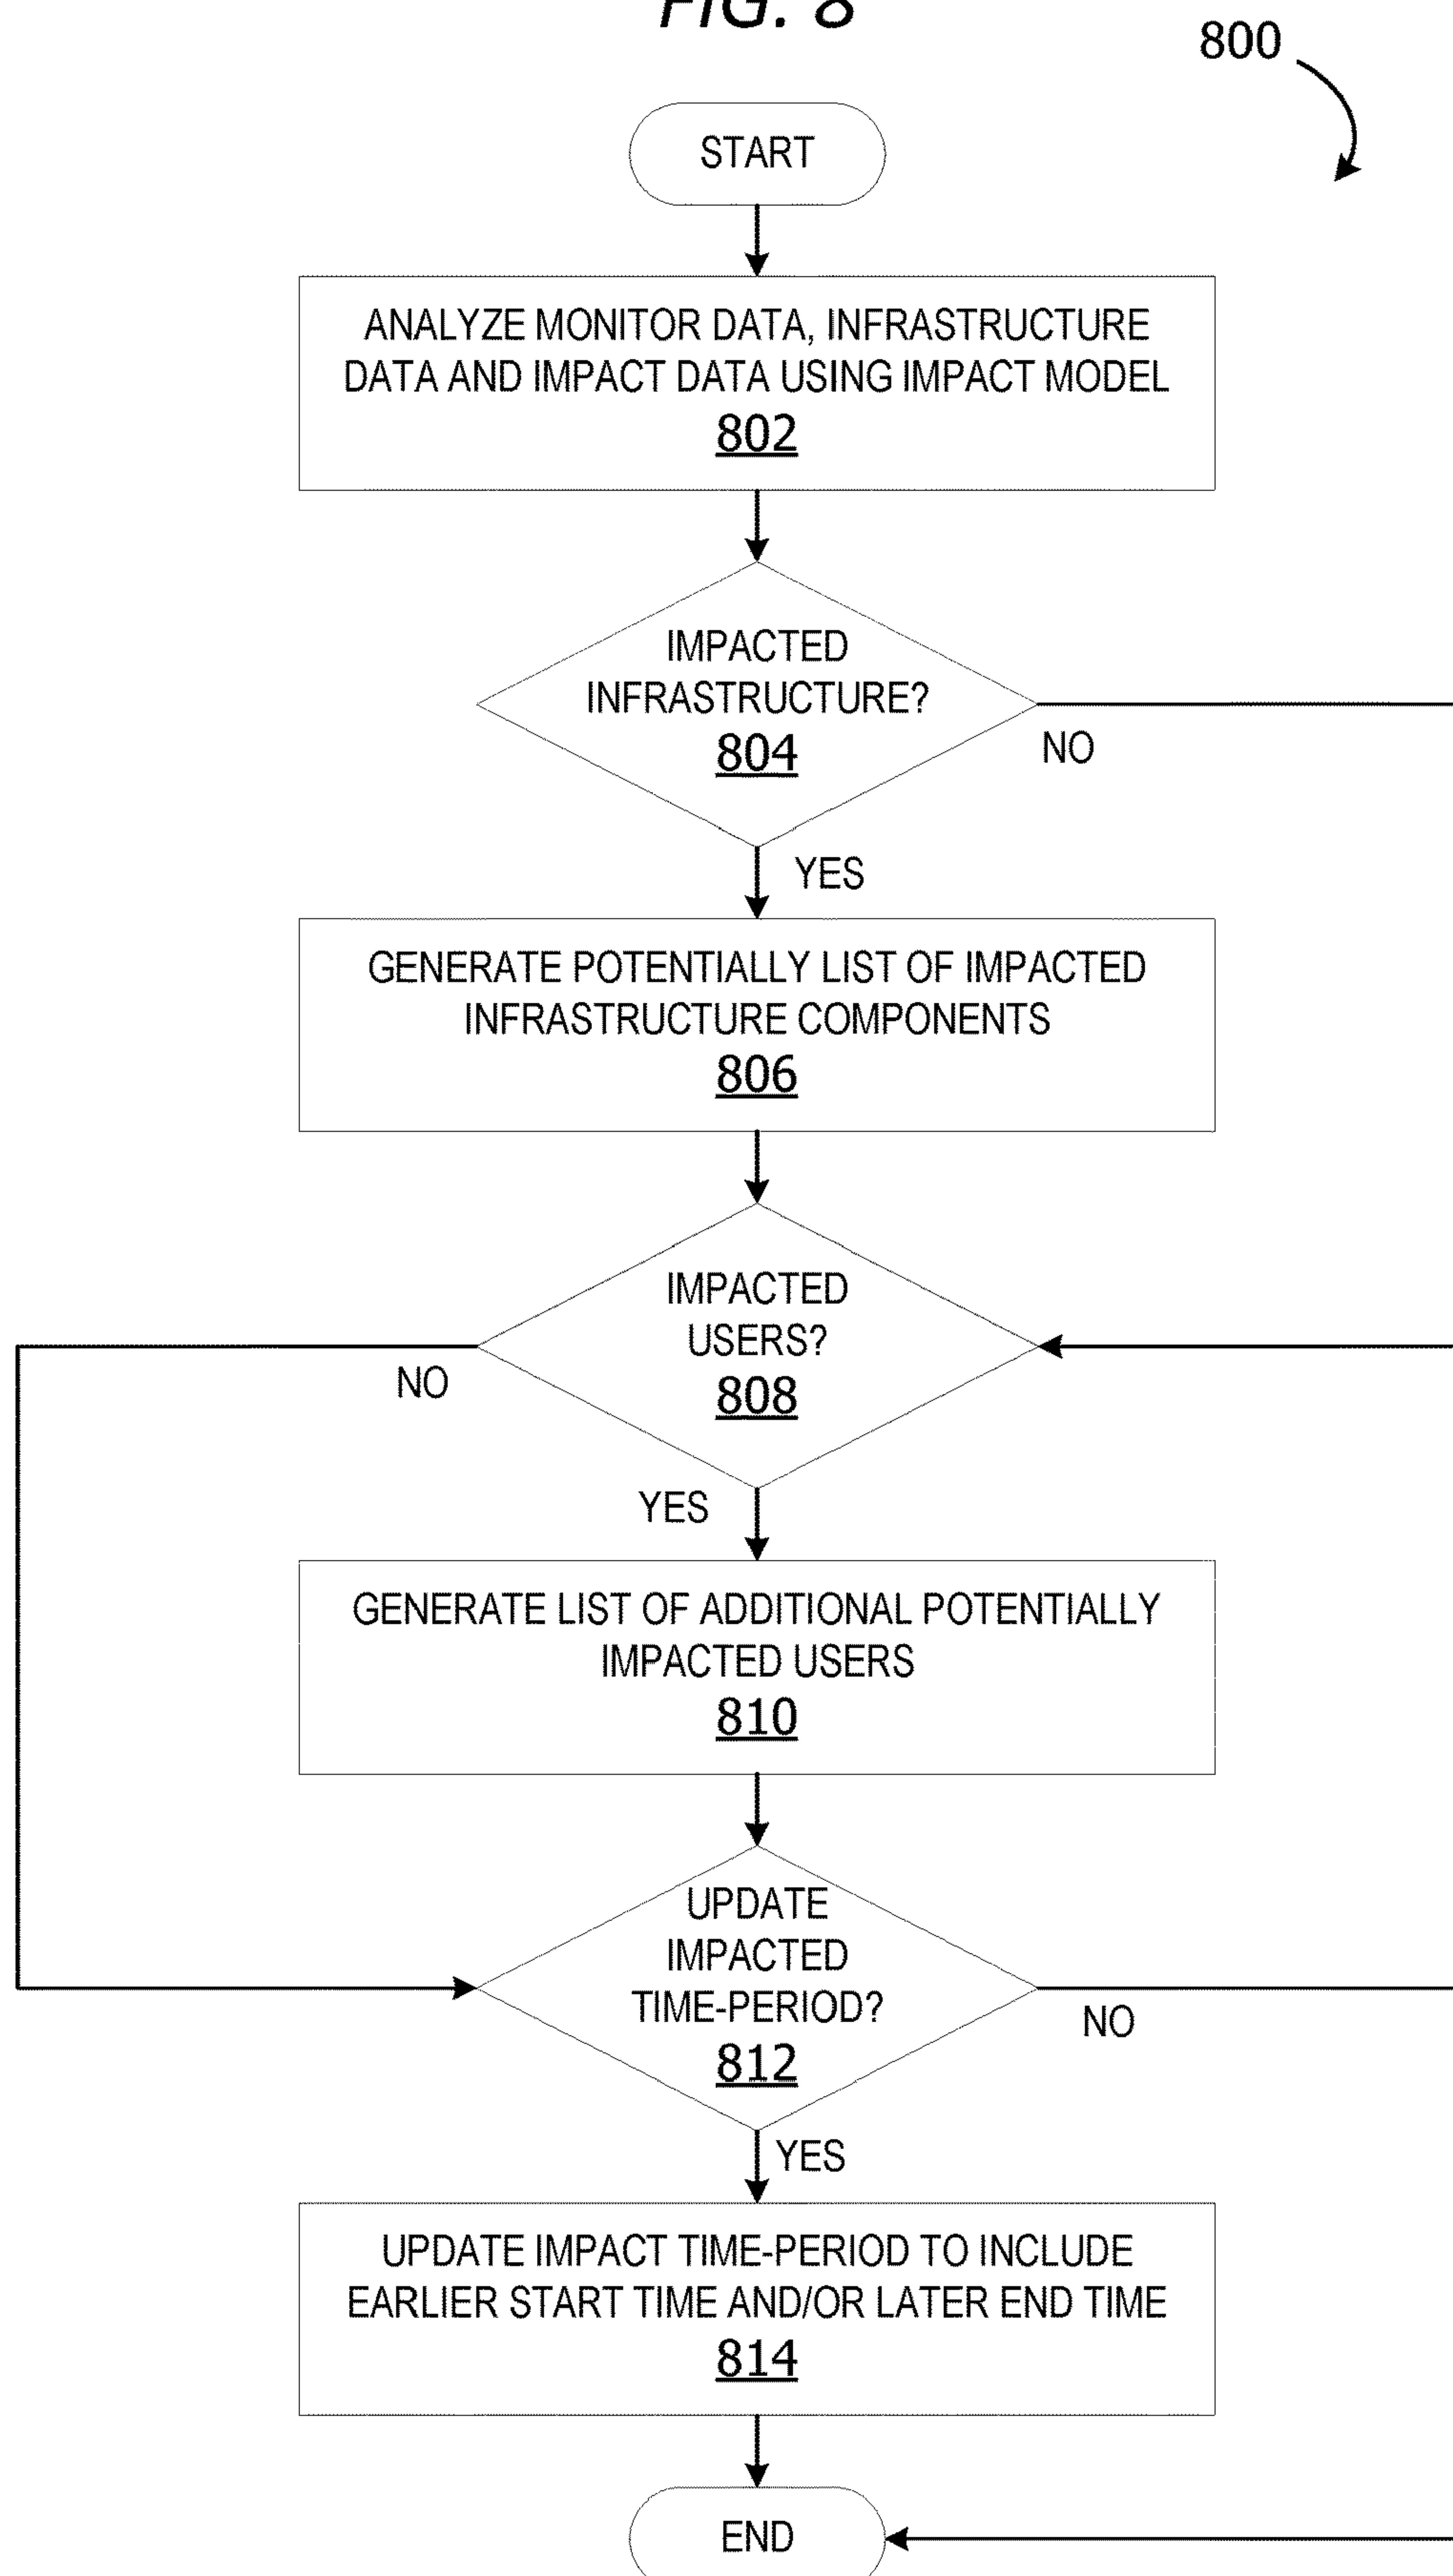 FIG. 8
800
START
ANALYZE MONITOR DATA, INFRASTRUCTURE
DATA AND IMPACT DATA USING IMPACT MODEL
802
IMPACTED
INFRASTRUCTURE?
804
NO
YES
GENERATE POTENTIALLY LIST OF IMPACTED
INFRASTRUCTURE COMPONENTS
806
IMPACTED
USERS?
808
NO
YES
GENERATE LIST OF ADDITIONAL POTENTIALLY
IMPACTED USERS
810
UPDATE
IMPACTED
TIME-PERIOD?
812
NO
YES
UPDATE IMPACT TIME-PERIOD TO INCLUDE
EARLIER START TIME AND/OR LATER END TIME
814
END